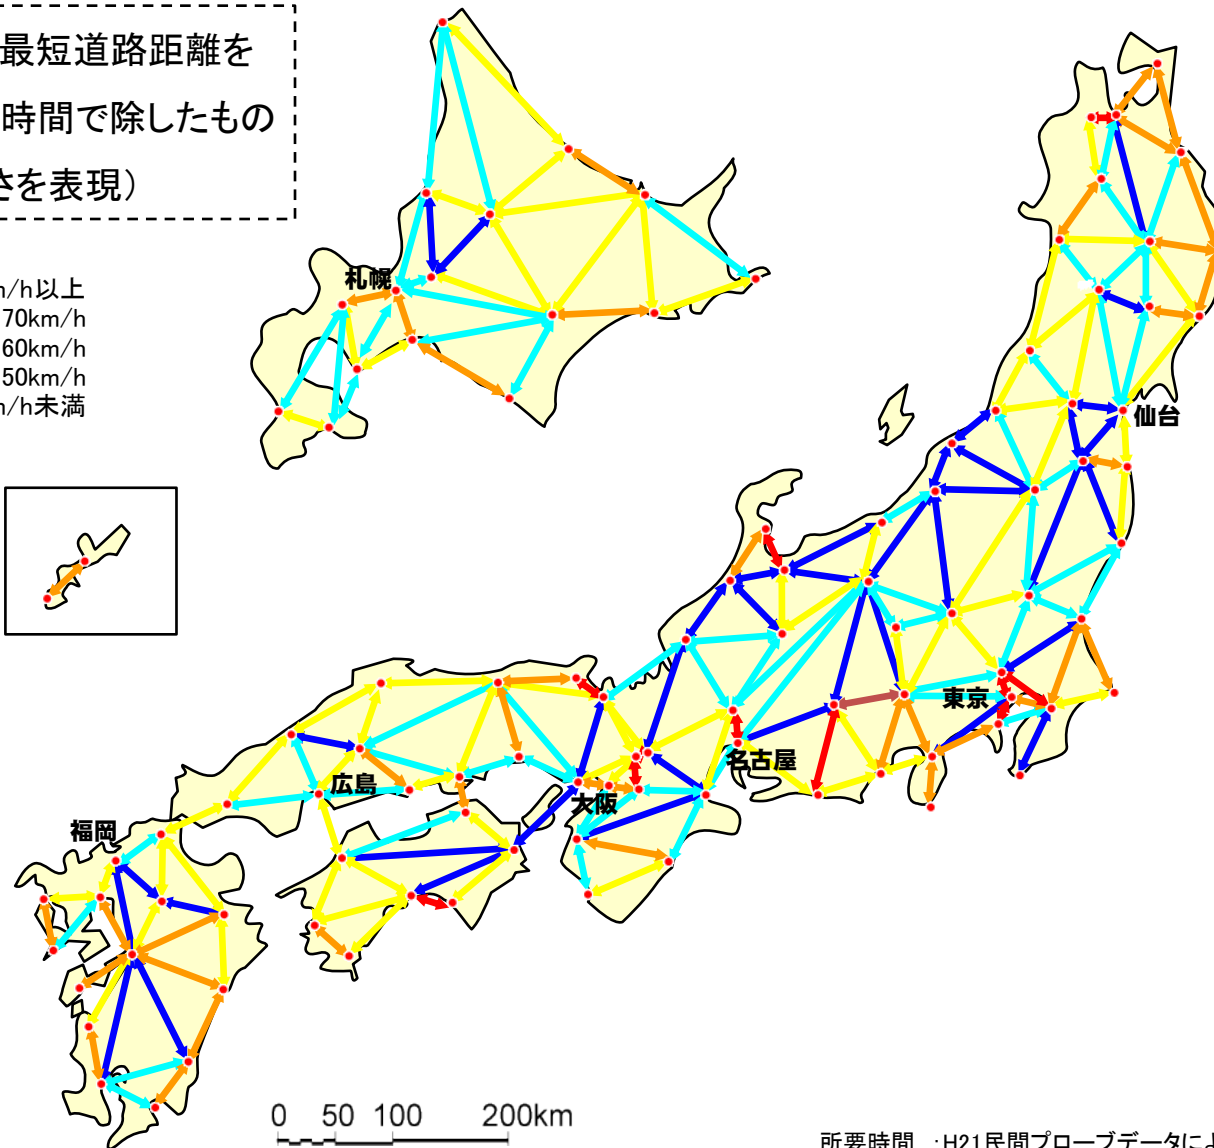 最短道路距離を
時間で除したもの
さを表現）
m/h以上
70km/h
60km/h
50km/h
m/h未満
札幌
仙台
東京
名古屋
大阪
広島
福岡
0 50 100 200km
所要時間 ：H21民間プローブデータによ